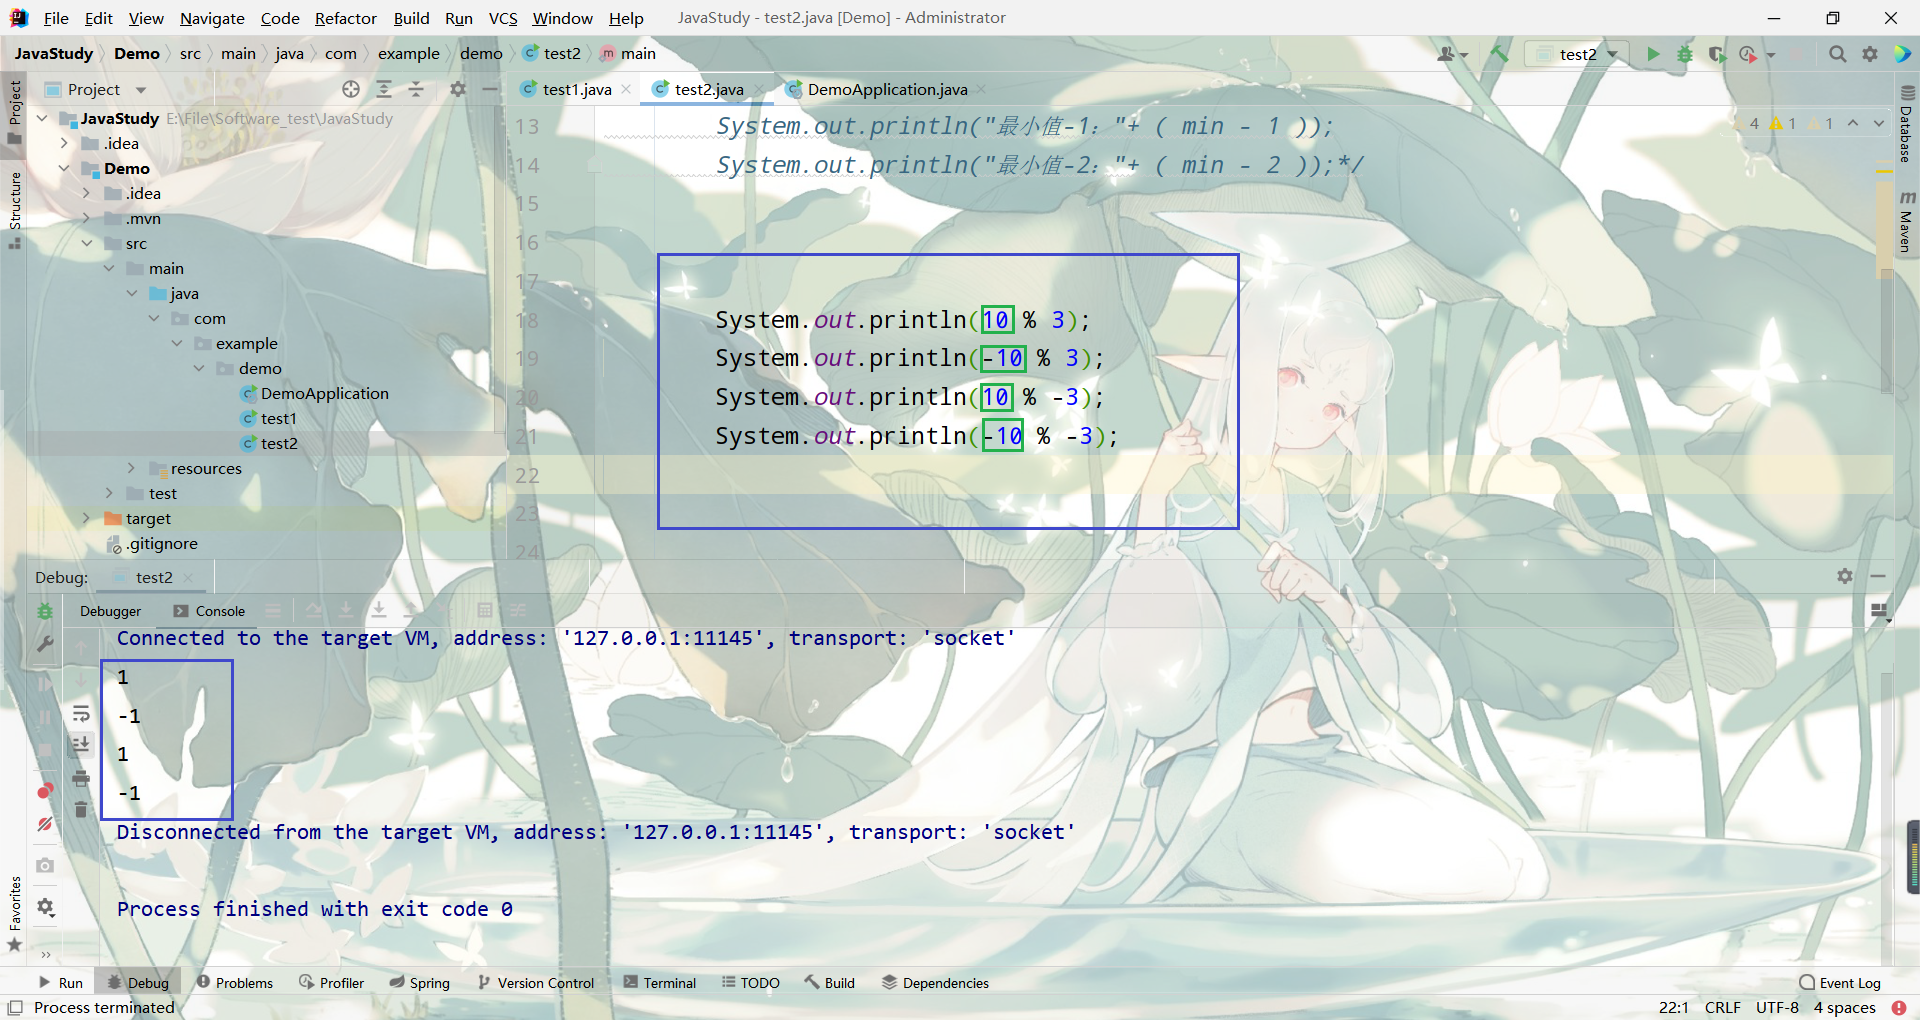 File Edit View Navigate Code Refactor Build Run VCS Window Help JavaStudy - test2.java [Demo] - Administrator
JavaStudy Demo src main java com example demo test2 main test2
Project test1.java test2.java DemoApplication.java
Project
Structure
Favorites
Database
Maven
JavaStudy E:\File\Software_test\JavaStudy
.idea
Demo
.idea
.mvn
src
main
java
com
example
demo
DemoApplication
test1
test2
resources
test
target
.gitignore
4 1 1
13 System.out.println("最小值-1: "+ ( min - 1 ));
14 System.out.println("最小值-2: "+ ( min - 2 ));*/
15
16
17
18 System.out.println(10 % 3);
19 System.out.println(-10 % 3);
20 System.out.println(10 % -3);
21 System.out.println(-10 % -3);
22
23
24
Debug: test2
Debugger Console
Connected to the target VM, address: '127.0.0.1:11145', transport: 'socket'
1
-1
1
-1
Disconnected from the target VM, address: '127.0.0.1:11145', transport: 'socket'
Process finished with exit code 0
Run Debug Problems Profiler Spring Version Control Terminal TODO Build Dependencies Event Log
Process terminated 22:1 CRLF UTF-8 4 spaces